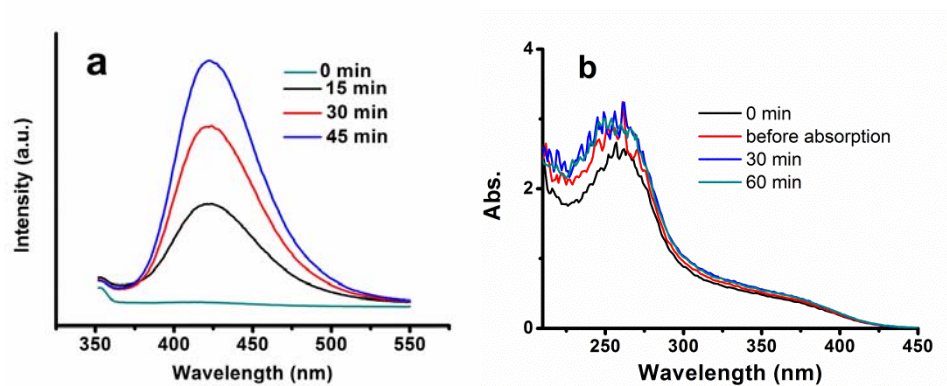 a
0 min
15 min
30 min
45 min
Intensity (a.u.)
350 400 450 500 550
Wavelength (nm)
b
0 min
before absorption
30 min
60 min
Abs.
4
2
0
250 300 350 400 450
Wavelength (nm)